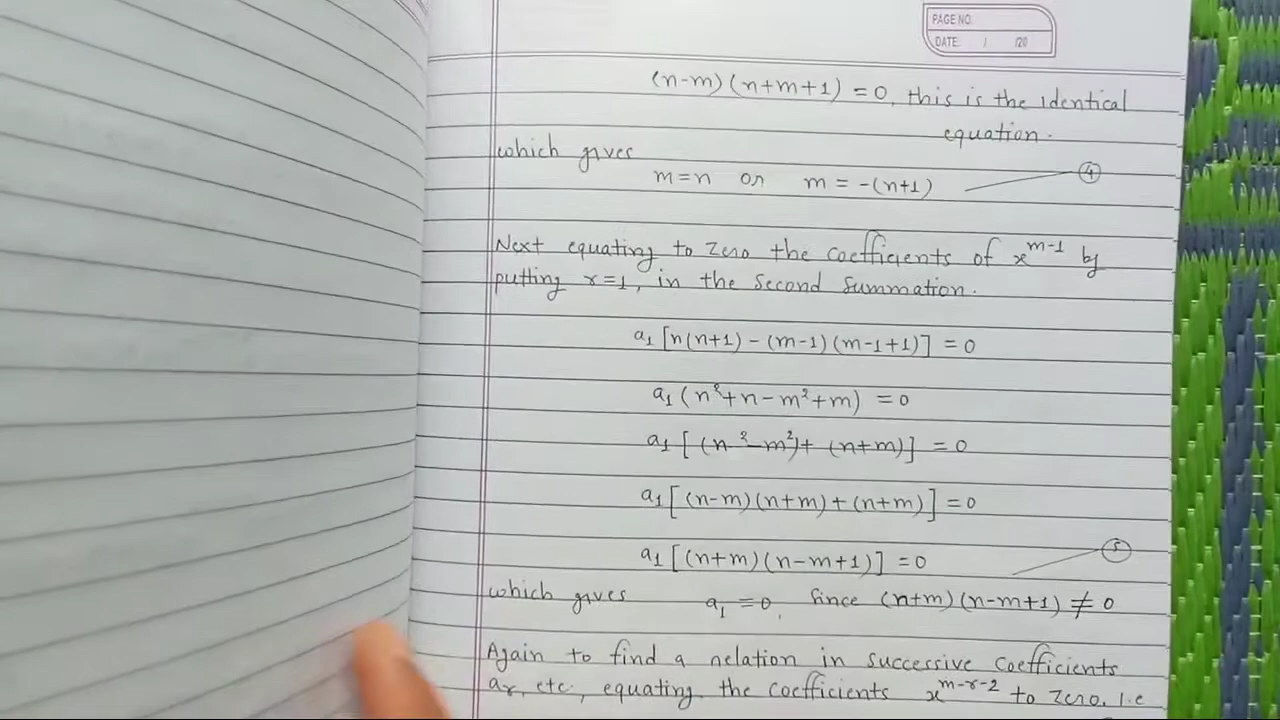 PAGE NO.
DATE: / /20
(n-m)(n+m+1) = 0, this is the identical
equation.
which gives
m=n or m = -(n+1) ④
Next equating to zero the coefficients of x^{m-1} by
putting r=1, in the second summation.
a₁[n(n+1) - (m-1)(m-1+1)] = 0
a₁(n²+n-m²+m) = 0
a₁[(n²-m²)+(n+m)] = 0
a₁[(n-m)(n+m)+(n+m)] = 0
a₁[(n+m)(n-m+1)] = 0 ⑤
which gives a₁ = 0, Since (n+m)(n-m+1) ≠ 0
Again to find a relation in successive coefficients
aᵣ, etc., equating the coefficients x^{m-r-2} to zero. i.e